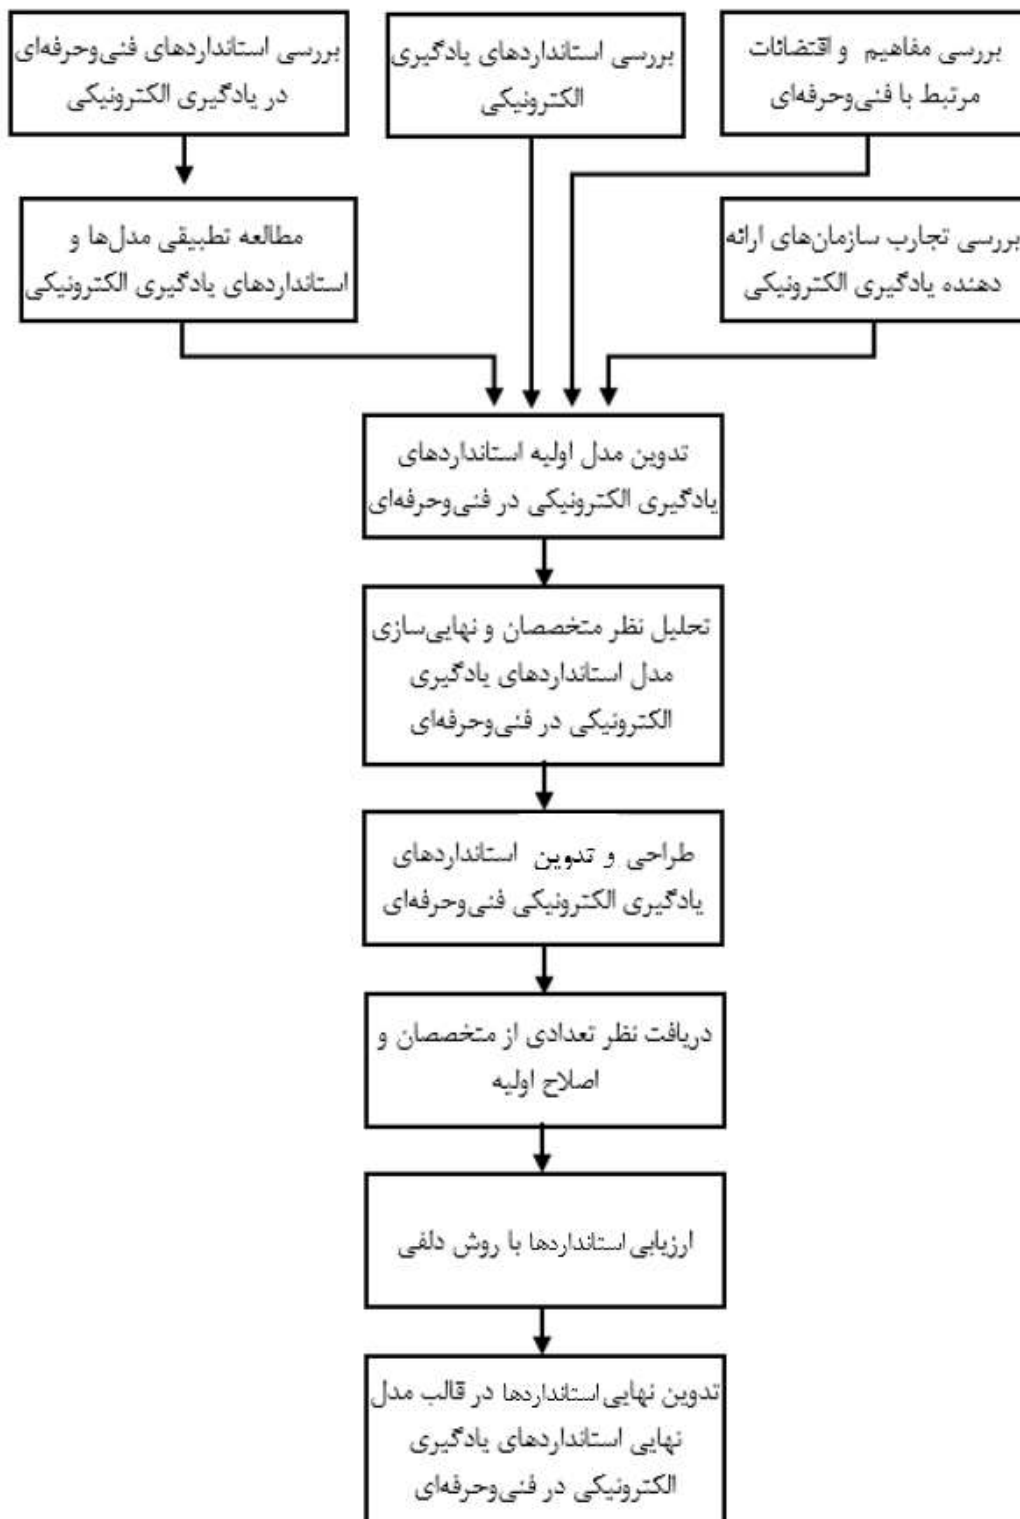 بررسی مفاهیم و اقتضائات
مرتبط با فنی‌وحرفه‌ای
بررسی استانداردهای یادگیری
الکترونیکی
بررسی استانداردهای فنی‌وحرفه‌ای
در یادگیری الکترونیکی
بررسی تجارب سازمان‌های ارائه
دهنده یادگیری الکترونیکی
مطالعه تطبیقی مدل‌ها و
استانداردهای یادگیری الکترونیکی
تدوین مدل اولیه استانداردهای
یادگیری الکترونیکی در فنی‌وحرفه‌ای
تحلیل نظر متخصصان و نهایی‌سازی
مدل استانداردهای یادگیری
الکترونیکی در فنی‌وحرفه‌ای
طراحی و تدوین استانداردهای
یادگیری الکترونیکی فنی‌وحرفه‌ای
دریافت نظر تعدادی از متخصصان و
اصلاح اولیه
ارزیابی استانداردها با روش دلفی
تدوین نهایی استانداردها در قالب مدل
نهایی استانداردهای یادگیری
الکترونیکی در فنی‌وحرفه‌ای